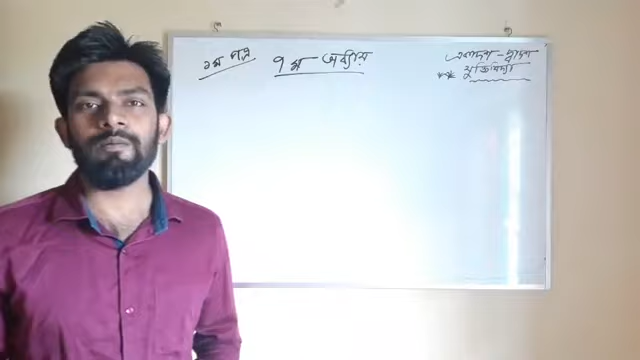 ১ম পত্র
৭ম - অধ্যায়
একাদশ - দ্বাদশ
** যুক্তিবিদ্যা